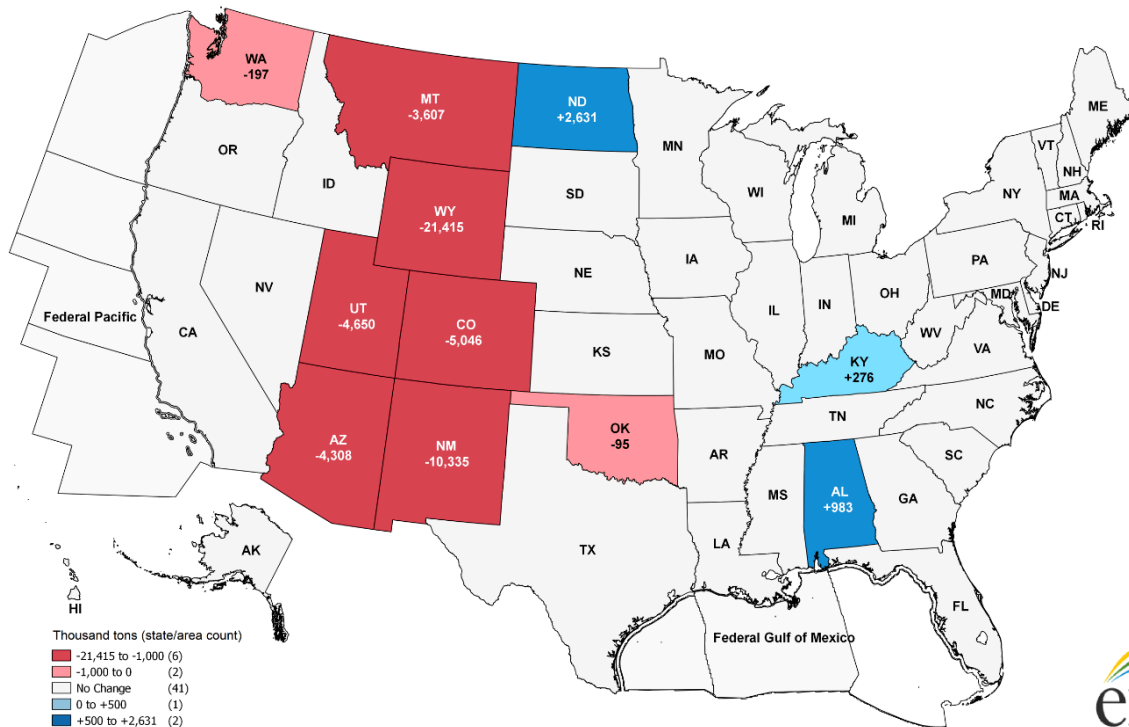 WA
-197
MT
-3,607
ND
+2,631
MN
ME
VT
NH
OR
ID
SD
WI
MI
NY
MA
CT
RI
WY
-21,415
IA
NE
PA
NJ
NV
UT
-4,650
CO
-5,046
IL
IN
OH
MD
DE
WV
VA
Federal Pacific
CA
KS
MO
KY
+276
NC
TN
AZ
-4,308
NM
-10,335
OK
-95
AR
SC
MS
AL
+983
GA
AK
TX
LA
HI
FL
Federal Gulf of Mexico
Thousand tons (state/area count)
-21,415 to -1,000 (6)
-1,000 to 0 (2)
No Change (41)
0 to +500 (1)
+500 to +2,631 (2)